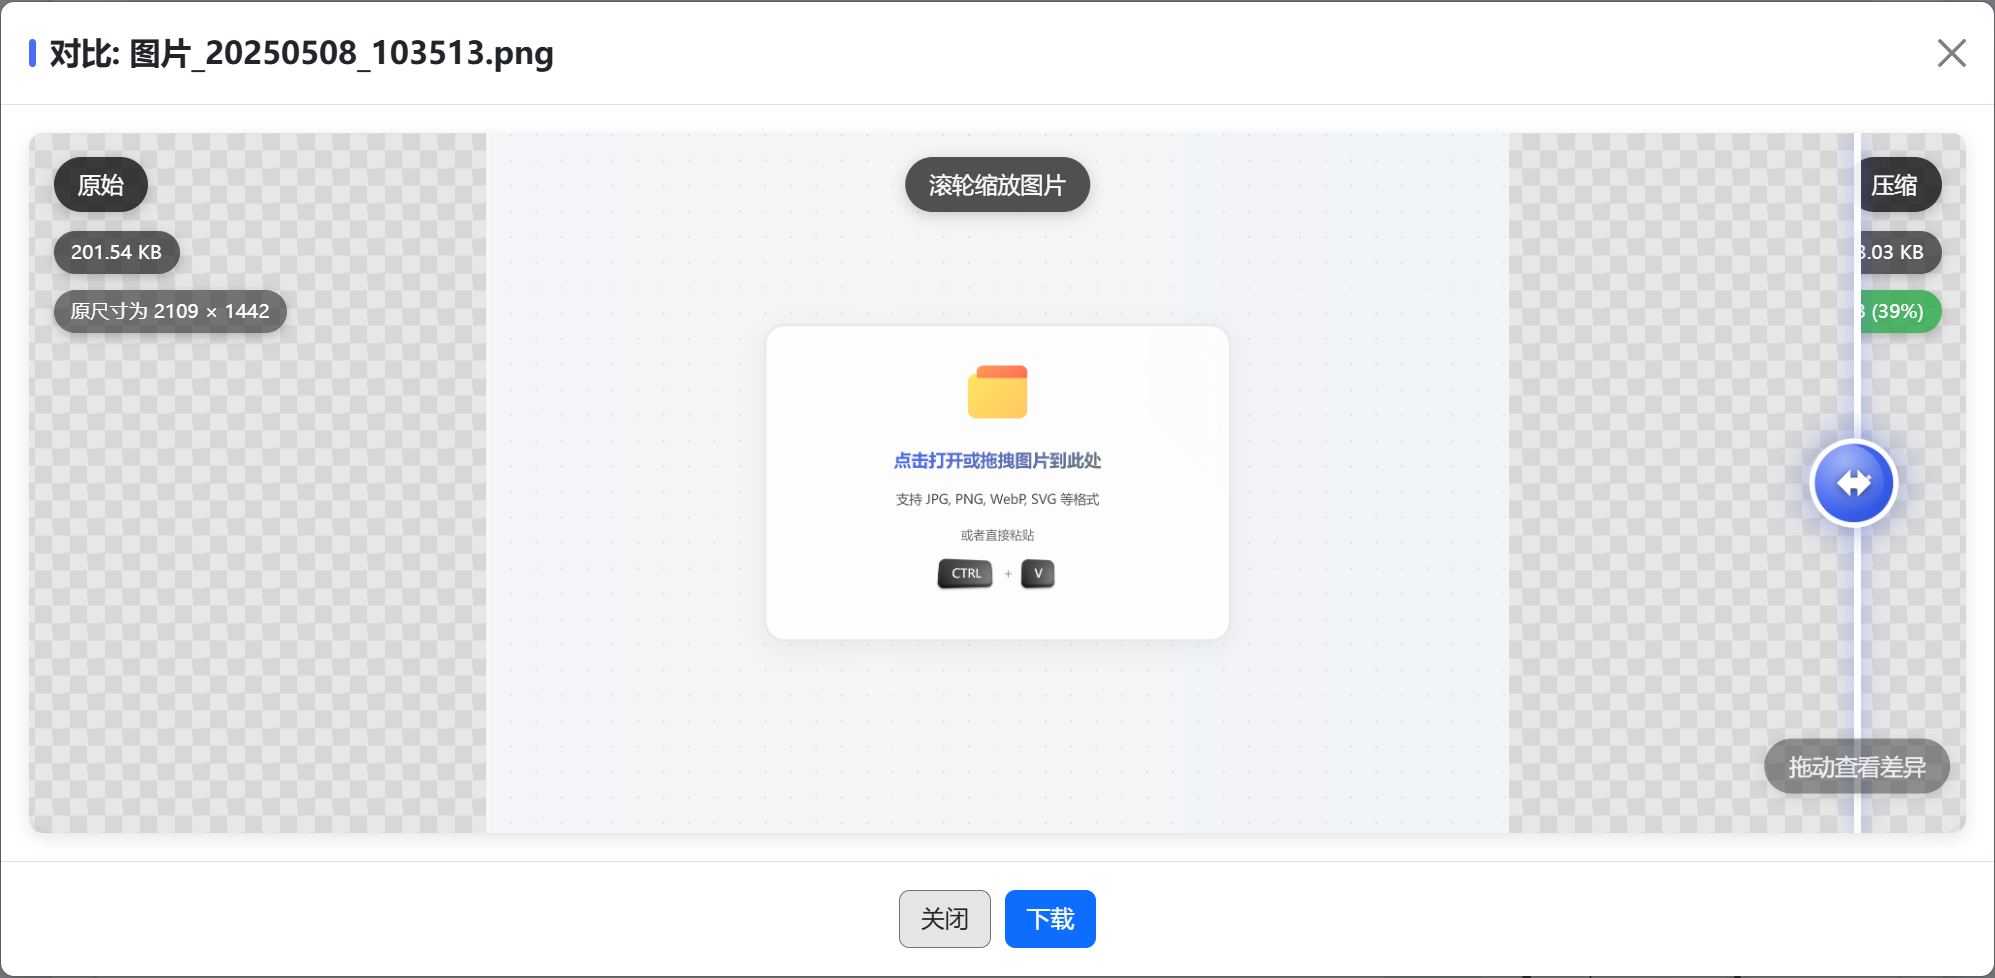 对比: 图片_20250508_103513.png
原始
滚轮缩放图片
压缩
201.54 KB
.03 KB
原尺寸为 2109 × 1442
(39%)
点击打开或拖拽图片到此处
支持 JPG, PNG, WebP, SVG 等格式
或者直接粘贴
CTRL + V
拖动查看差异
关闭
下载